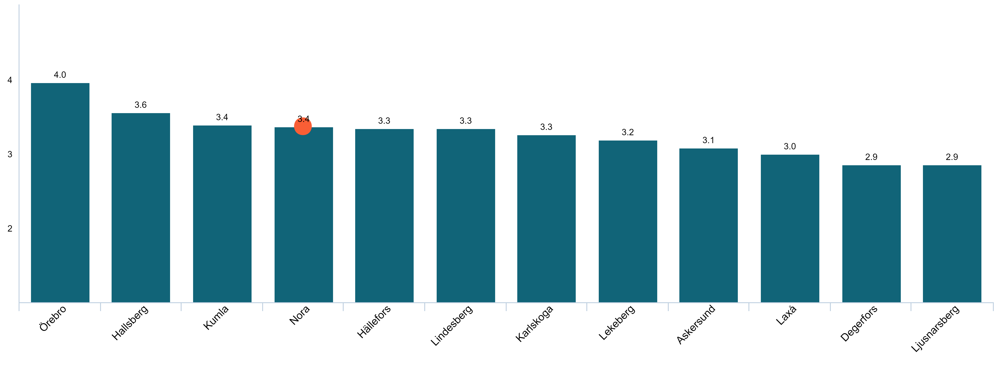 4
3
2
4.0
3.6
3.4
3.4
3.3
3.3
3.3
3.2
3.1
3.0
2.9
2.9
Örebro
Hallsberg
Kumla
Nora
Hällefors
Lindesberg
Karlskoga
Lekeberg
Askersund
Laxå
Degerfors
Ljusnarsberg